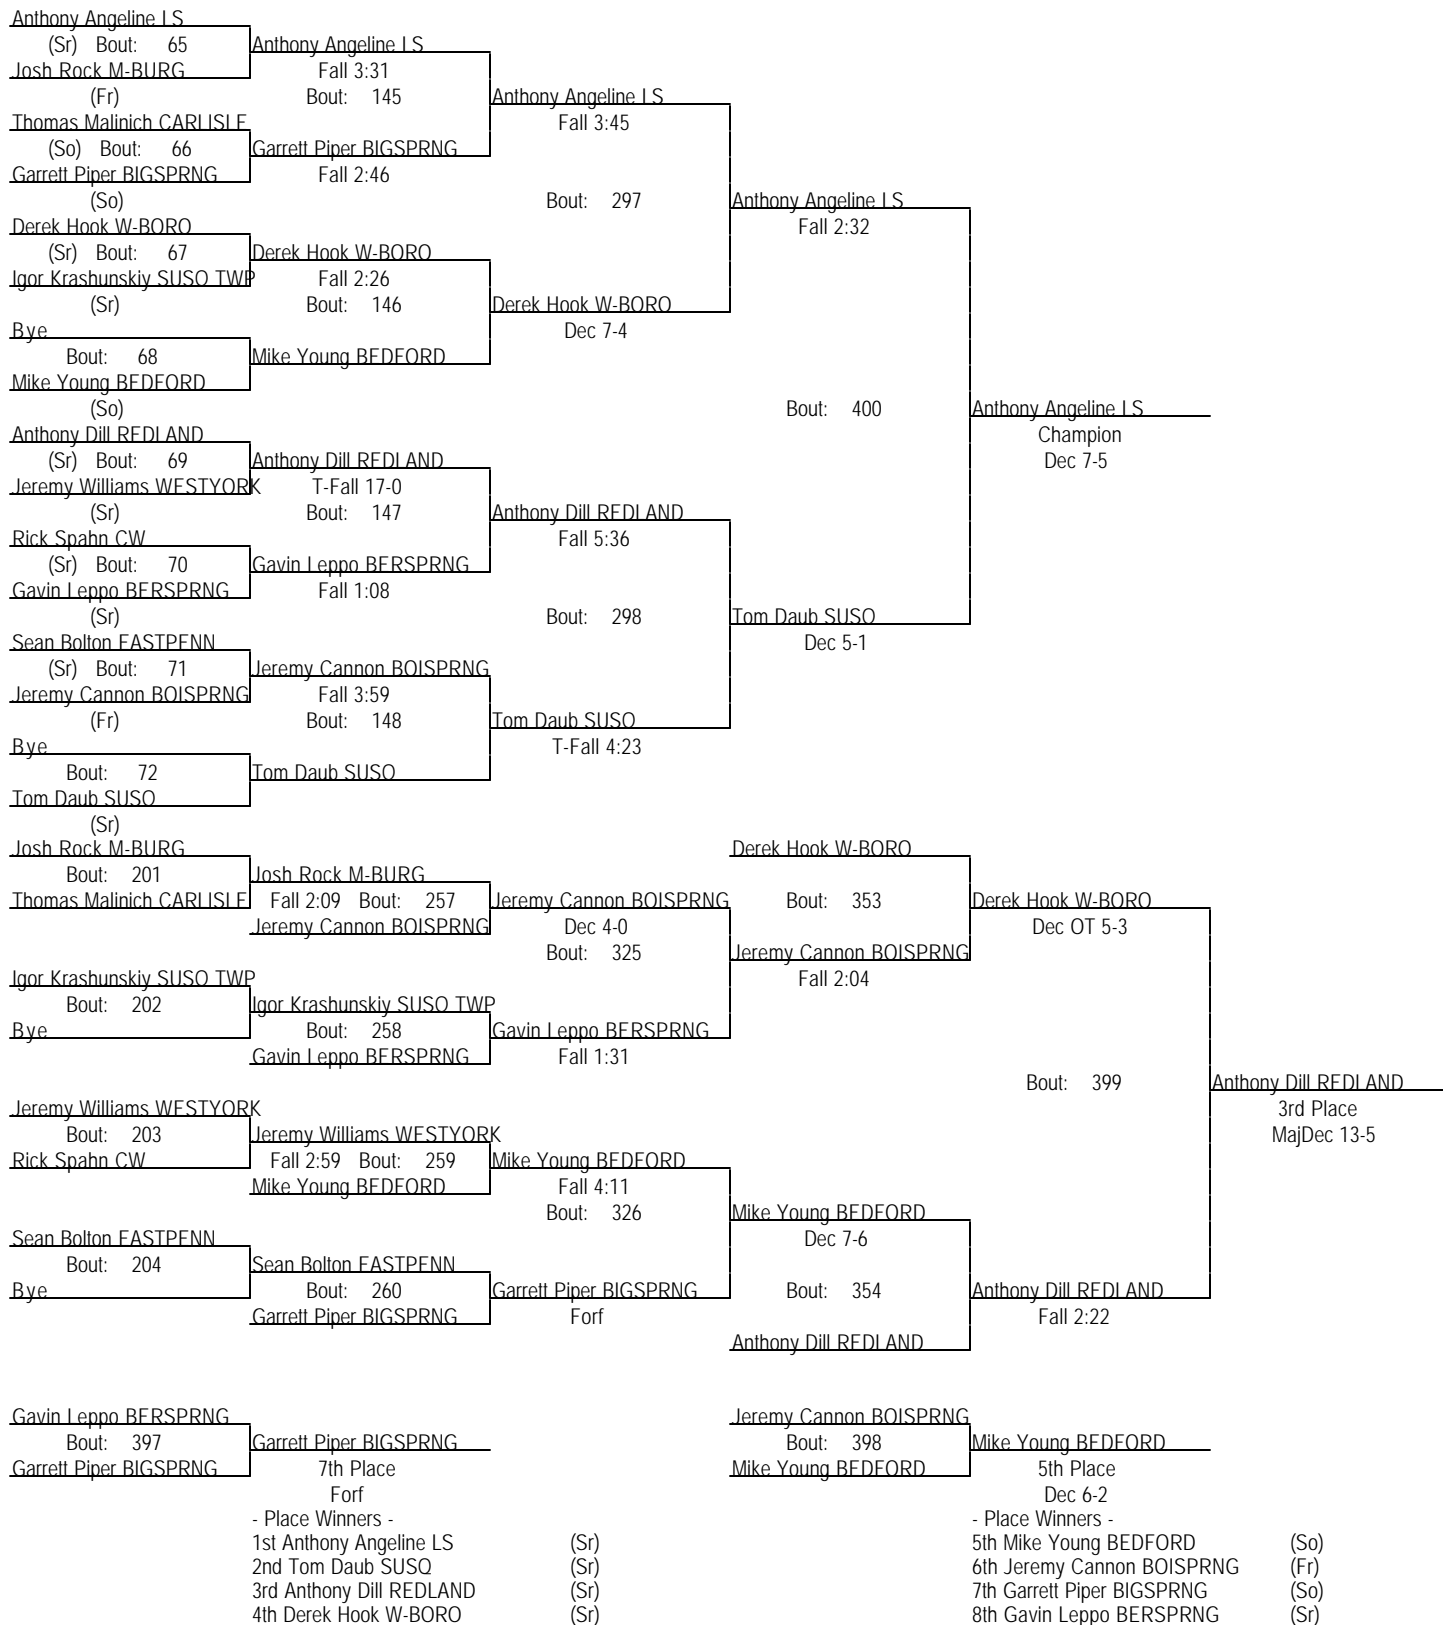 Anthony Angeline LS
(Sr) Bout: 65 Anthony Angeline LS
Josh Rock M-BURG Fall 3:31
(Fr) Bout: 145 Anthony Angeline LS
Thomas Malinich CARLISLE Fall 3:45
(So) Bout: 66 Garrett Piper BIGSPRNG
Garrett Piper BIGSPRNG Fall 2:46
(So) Bout: 297 Anthony Angeline LS
Derek Hook W-BORO Fall 2:32
(Sr) Bout: 67 Derek Hook W-BORO
Igor Krashunskiy SUSQ TWP Fall 2:26
(Sr) Bout: 146 Derek Hook W-BORO
Bye Dec 7-4
Bout: 68 Mike Young BEDFORD
Mike Young BEDFORD
(So) Bout: 400 Anthony Angeline LS
Anthony Dill REDLAND Champion
(Sr) Bout: 69 Anthony Dill REDLAND Dec 7-5
Jeremy Williams WESTYORK T-Fall 17-0
(Sr) Bout: 147 Anthony Dill REDLAND
Rick Spahn CW Fall 5:36
(Sr) Bout: 70 Gavin Leppo BERSPRNG
Gavin Leppo BERSPRNG Fall 1:08
(Sr) Bout: 298 Tom Daub SUSQ
Sean Bolton EASTPENN Dec 5-1
(Sr) Bout: 71 Jeremy Cannon BOISPRNG
Jeremy Cannon BOISPRNG Fall 3:59
(Fr) Bout: 148 Tom Daub SUSQ
Bye T-Fall 4:23
Bout: 72 Tom Daub SUSQ
Tom Daub SUSQ
(Sr)
Josh Rock M-BURG Derek Hook W-BORO
Bout: 201 Josh Rock M-BURG
Thomas Malinich CARLISLE Fall 2:09 Bout: 257 Jeremy Cannon BOISPRNG Bout: 353 Derek Hook W-BORO
Jeremy Cannon BOISPRNG Dec 4-0 Dec OT 5-3
Bout: 325 Jeremy Cannon BOISPRNG
Igor Krashunskiy SUSQ TWP Fall 2:04
Bout: 202 Igor Krashunskiy SUSQ TWP
Bye Bout: 258 Gavin Leppo BERSPRNG
Gavin Leppo BERSPRNG Fall 1:31
Bout: 399 Anthony Dill REDLAND
Jeremy Williams WESTYORK 3rd Place
Bout: 203 Jeremy Williams WESTYORK MajDec 13-5
Rick Spahn CW Fall 2:59 Bout: 259 Mike Young BEDFORD
Mike Young BEDFORD Fall 4:11
Bout: 326 Mike Young BEDFORD
Sean Bolton EASTPENN Dec 7-6
Bout: 204 Sean Bolton EASTPENN
Bye Bout: 260 Garrett Piper BIGSPRNG Bout: 354 Anthony Dill REDLAND
Garrett Piper BIGSPRNG Forf Fall 2:22
Anthony Dill REDLAND
Gavin Leppo BERSPRNG Jeremy Cannon BOISPRNG
Bout: 397 Garrett Piper BIGSPRNG Bout: 398 Mike Young BEDFORD
Garrett Piper BIGSPRNG 7th Place Mike Young BEDFORD 5th Place
Forf Dec 6-2
- Place Winners - - Place Winners -
1st Anthony Angeline LS (Sr) 5th Mike Young BEDFORD (So)
2nd Tom Daub SUSQ (Sr) 6th Jeremy Cannon BOISPRNG (Fr)
3rd Anthony Dill REDLAND (Sr) 7th Garrett Piper BIGSPRNG (So)
4th Derek Hook W-BORO (Sr) 8th Gavin Leppo BERSPRNG (Sr)